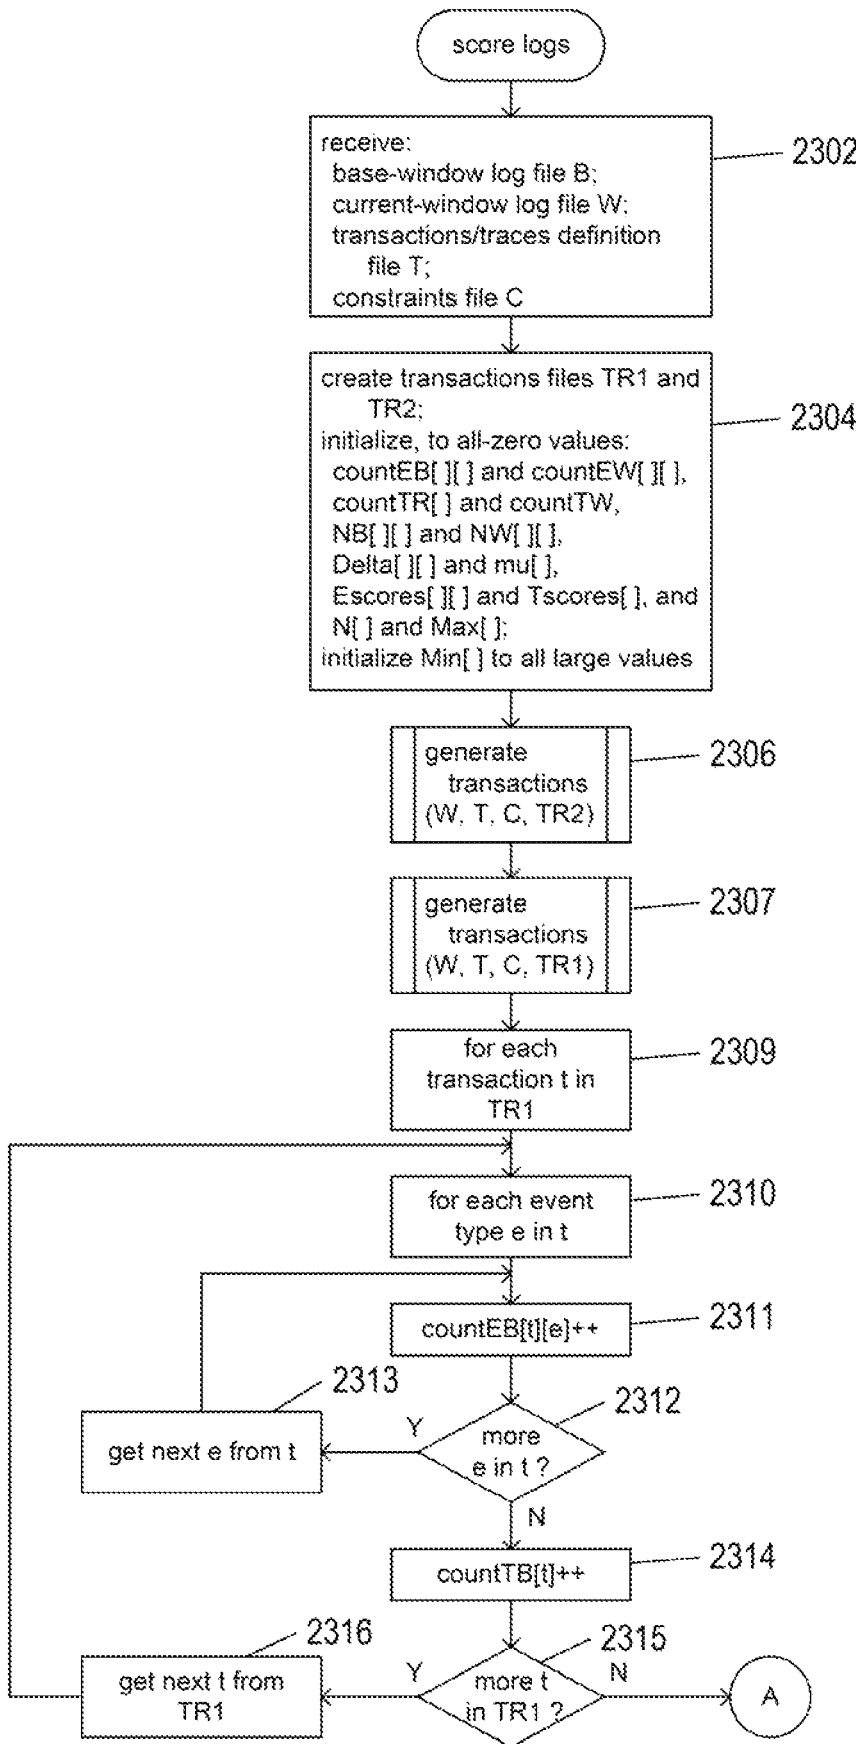 score logs
receive:
base-window log file B;
current-window log file W;
transactions/traces definition
file T;
constraints file C
2302
create transactions files TR1 and
TR2;
initialize, to all-zero values:
countEB[ ][ ] and countEW[ ][ ],
countTR[ ] and countTW,
NB[ ][ ] and NW[ ][ ],
Delta[ ][ ] and mu[ ],
Escores[ ][ ] and Tscores[ ], and
N[ ] and Max[ ];
initialize Min[ ] to all large values
2304
generate
transactions
(W, T, C, TR2)
2306
generate
transactions
(W, T, C, TR1)
2307
for each
transaction t in
TR1
2309
for each event
type e in t
2310
countEB[t][e]++
2311
2313
get next e from t
Y
more
e in t ?
2312
N
countTB[t]++
2314
2316
get next t from
TR1
Y
more t
in TR1 ?
2315
N
A